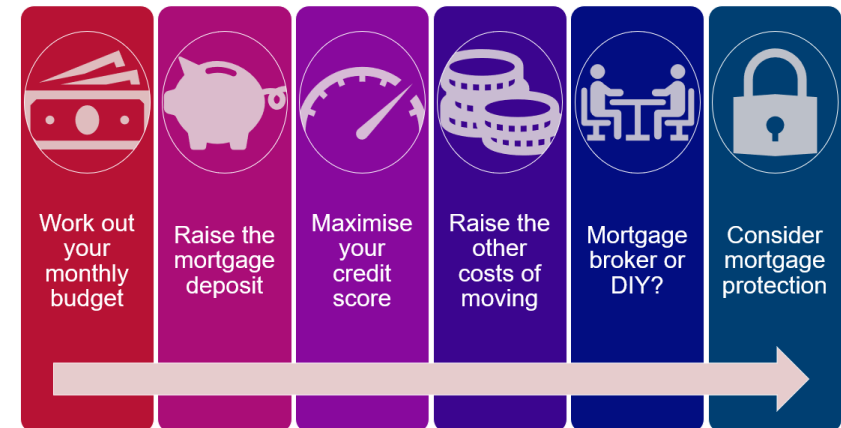 Work out
your
monthly
budget
Raise the
mortgage
deposit
Maximise
your
credit
score
Raise the
other
costs of
moving
Mortgage
broker or
DIY?
Consider
mortgage
protection